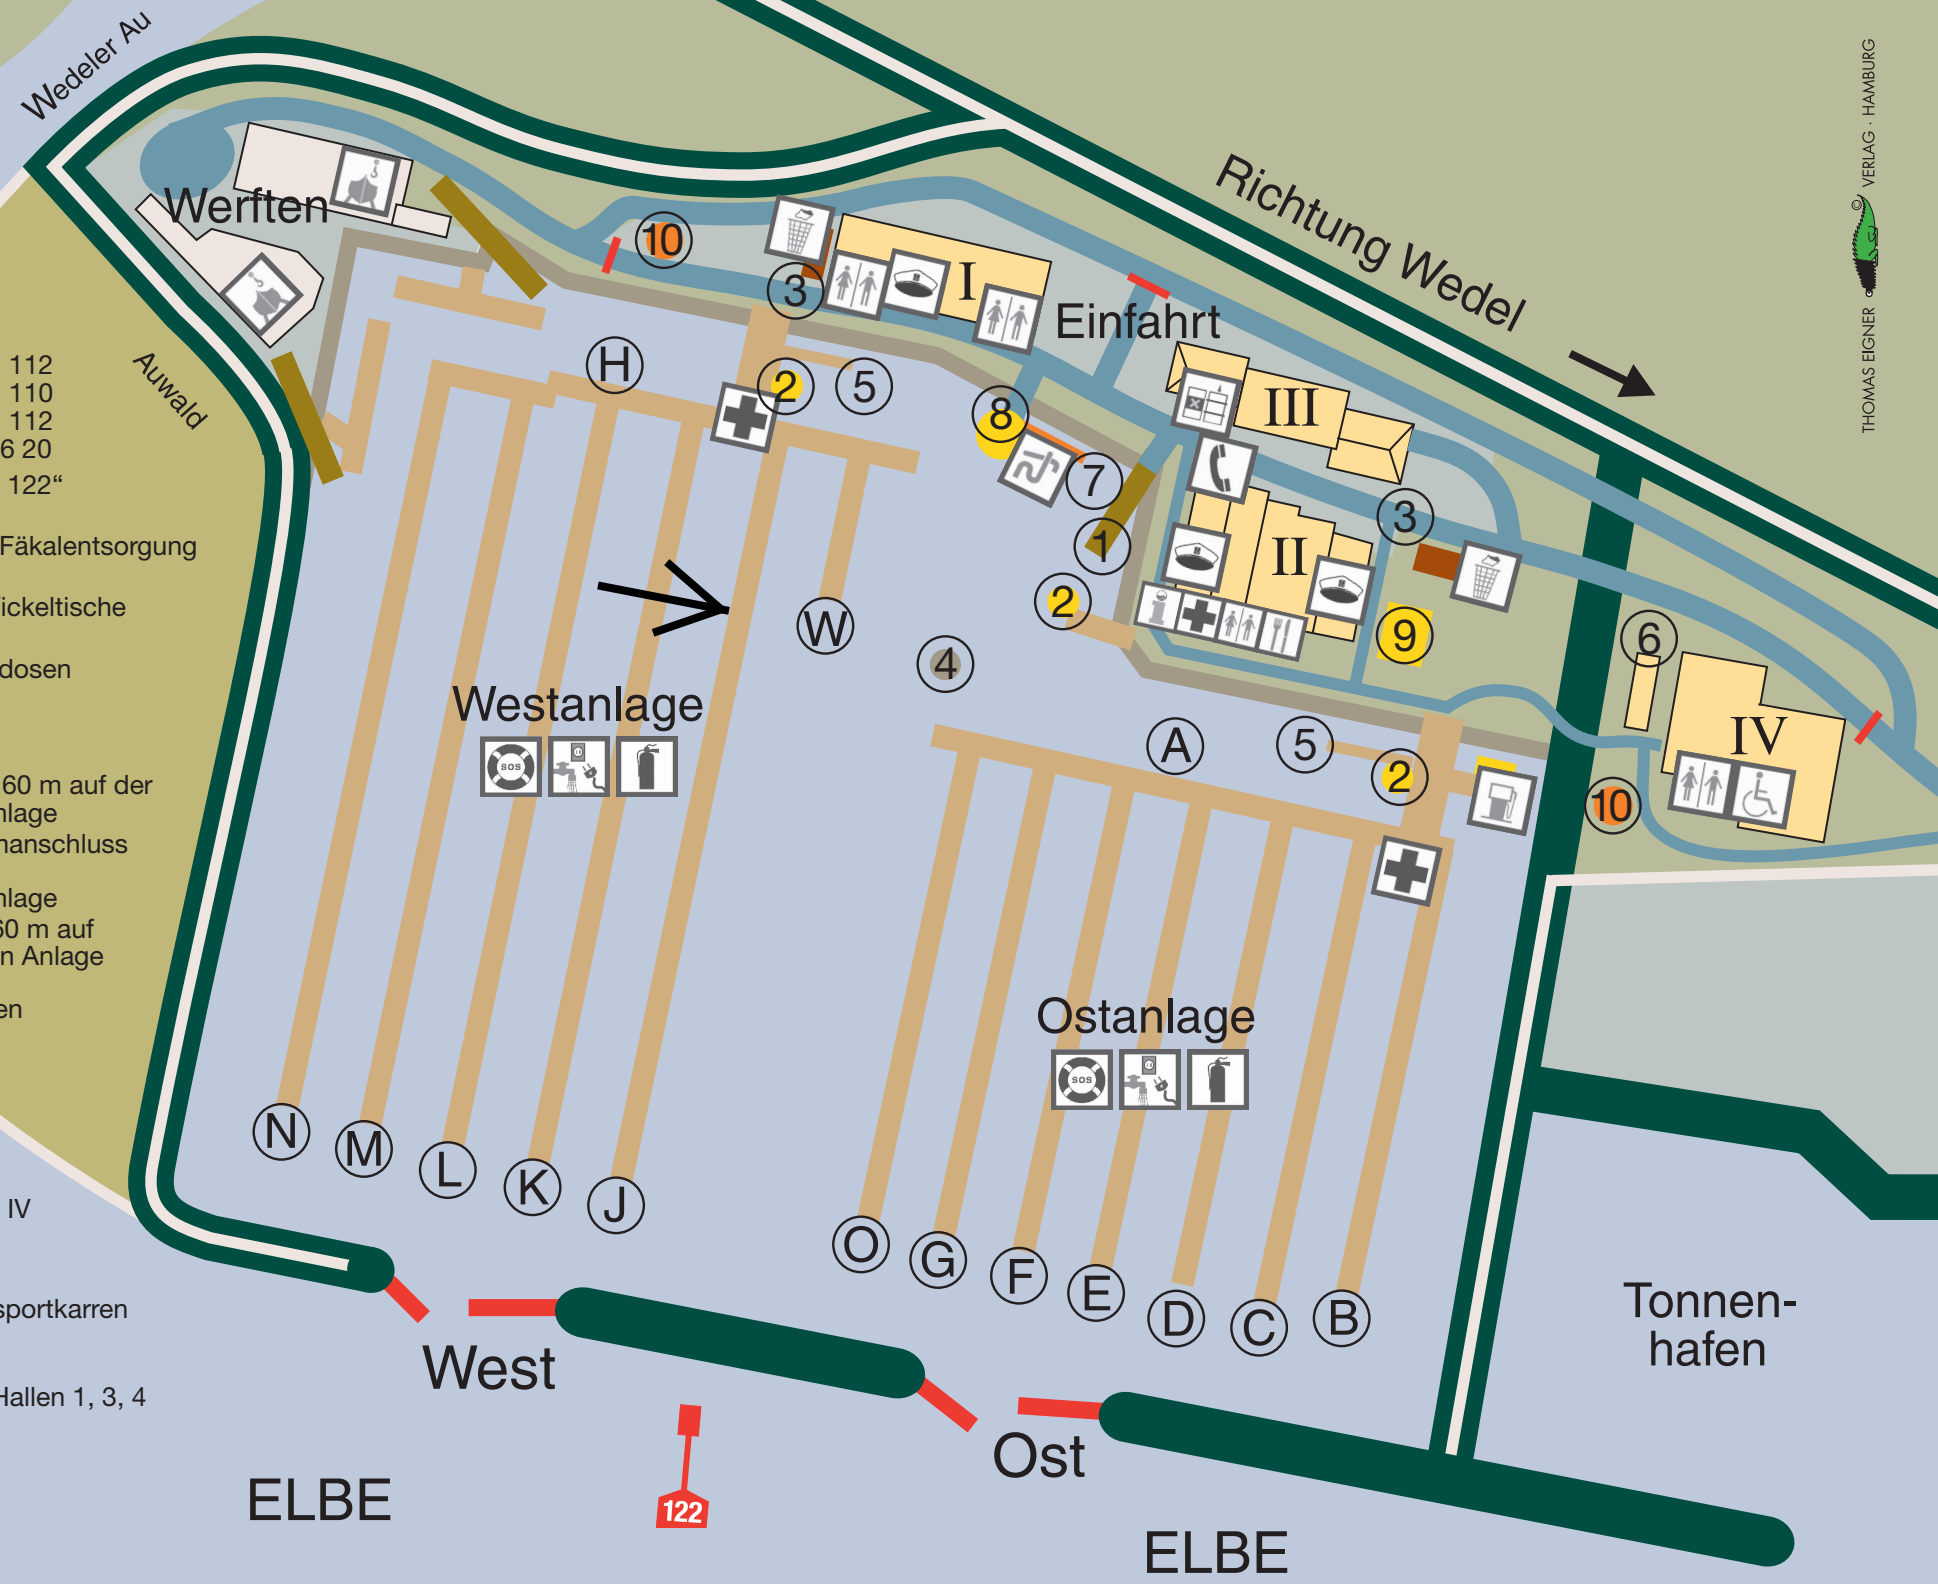 Wedeler Au
Werften
Auwald
Richtung Wedel
THOMAS EIGNER
©
VERLAG · HAMBURG
112
110
112
6 20
122“
Fäkalentsorgung
ickeltische
dosen
60 m auf der
nlage
nanschluss
nlage
60 m auf
n Anlage
en
IV
sportkarren
Hallen 1, 3, 4
10
3
I
Einfahrt
III
H
2
5
8
7
1
II
3
2
9
W
4
6
IV
Westanlage
SOS
A
5
2
10
Ostanlage
SOS
N
M
L
K
J
O
G
F
E
D
C
B
Tonnen-
hafen
West
Ost
122
ELBE
ELBE